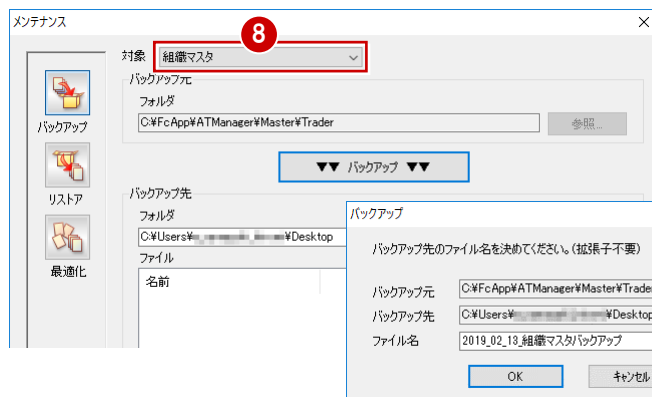 メンテナンス
8
対象 組織マスタ
バックアップ元
フォルダ
C:¥FcApp¥ATManager¥Master¥Trader 参照...
バックアップ
▼▼ バックアップ ▼▼
リストア
バックアップ先
フォルダ
C:¥Users¥ ¥Desktop
ファイル
最適化
名前
バックアップ
バックアップ先のファイル名を決めてください。(拡張子不要)
バックアップ元 C:¥FcApp¥ATManager¥Master¥Trade
バックアップ先 C:¥Users¥ ¥Desktop
ファイル名 2019_02_13_組織マスタバックアップ
OK キャンセル